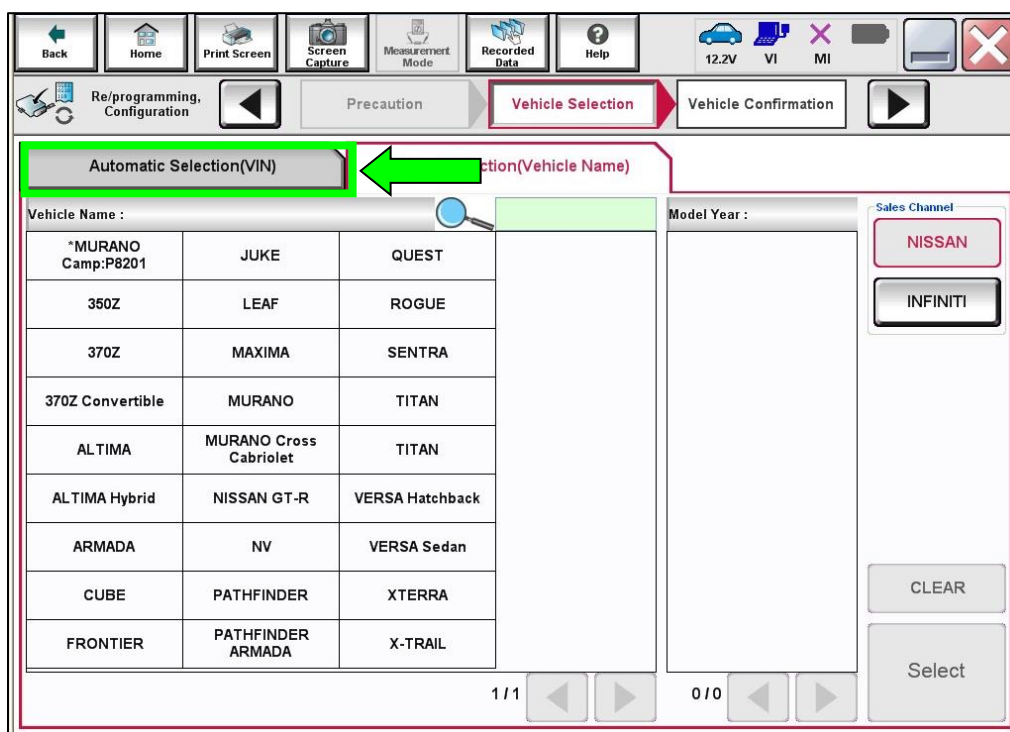 Back
Home
Print Screen
Screen
Capture
Measurement
Mode
Recorded
Data
Help
12.2V
VI
MI
Re/programming,
Configuration
Precaution
Vehicle Selection
Vehicle Confirmation
Automatic Selection(VIN)
ction(Vehicle Name)
Vehicle Name :
Model Year :
Sales Channel
*MURANO
Camp:P8201
JUKE
QUEST
NISSAN
350Z
LEAF
ROGUE
INFINITI
370Z
MAXIMA
SENTRA
370Z Convertible
MURANO
TITAN
ALTIMA
MURANO Cross
Cabriolet
TITAN
ALTIMA Hybrid
NISSAN GT-R
VERSA Hatchback
ARMADA
NV
VERSA Sedan
CUBE
PATHFINDER
XTERRA
CLEAR
FRONTIER
PATHFINDER
ARMADA
X-TRAIL
Select
1/1
0/0